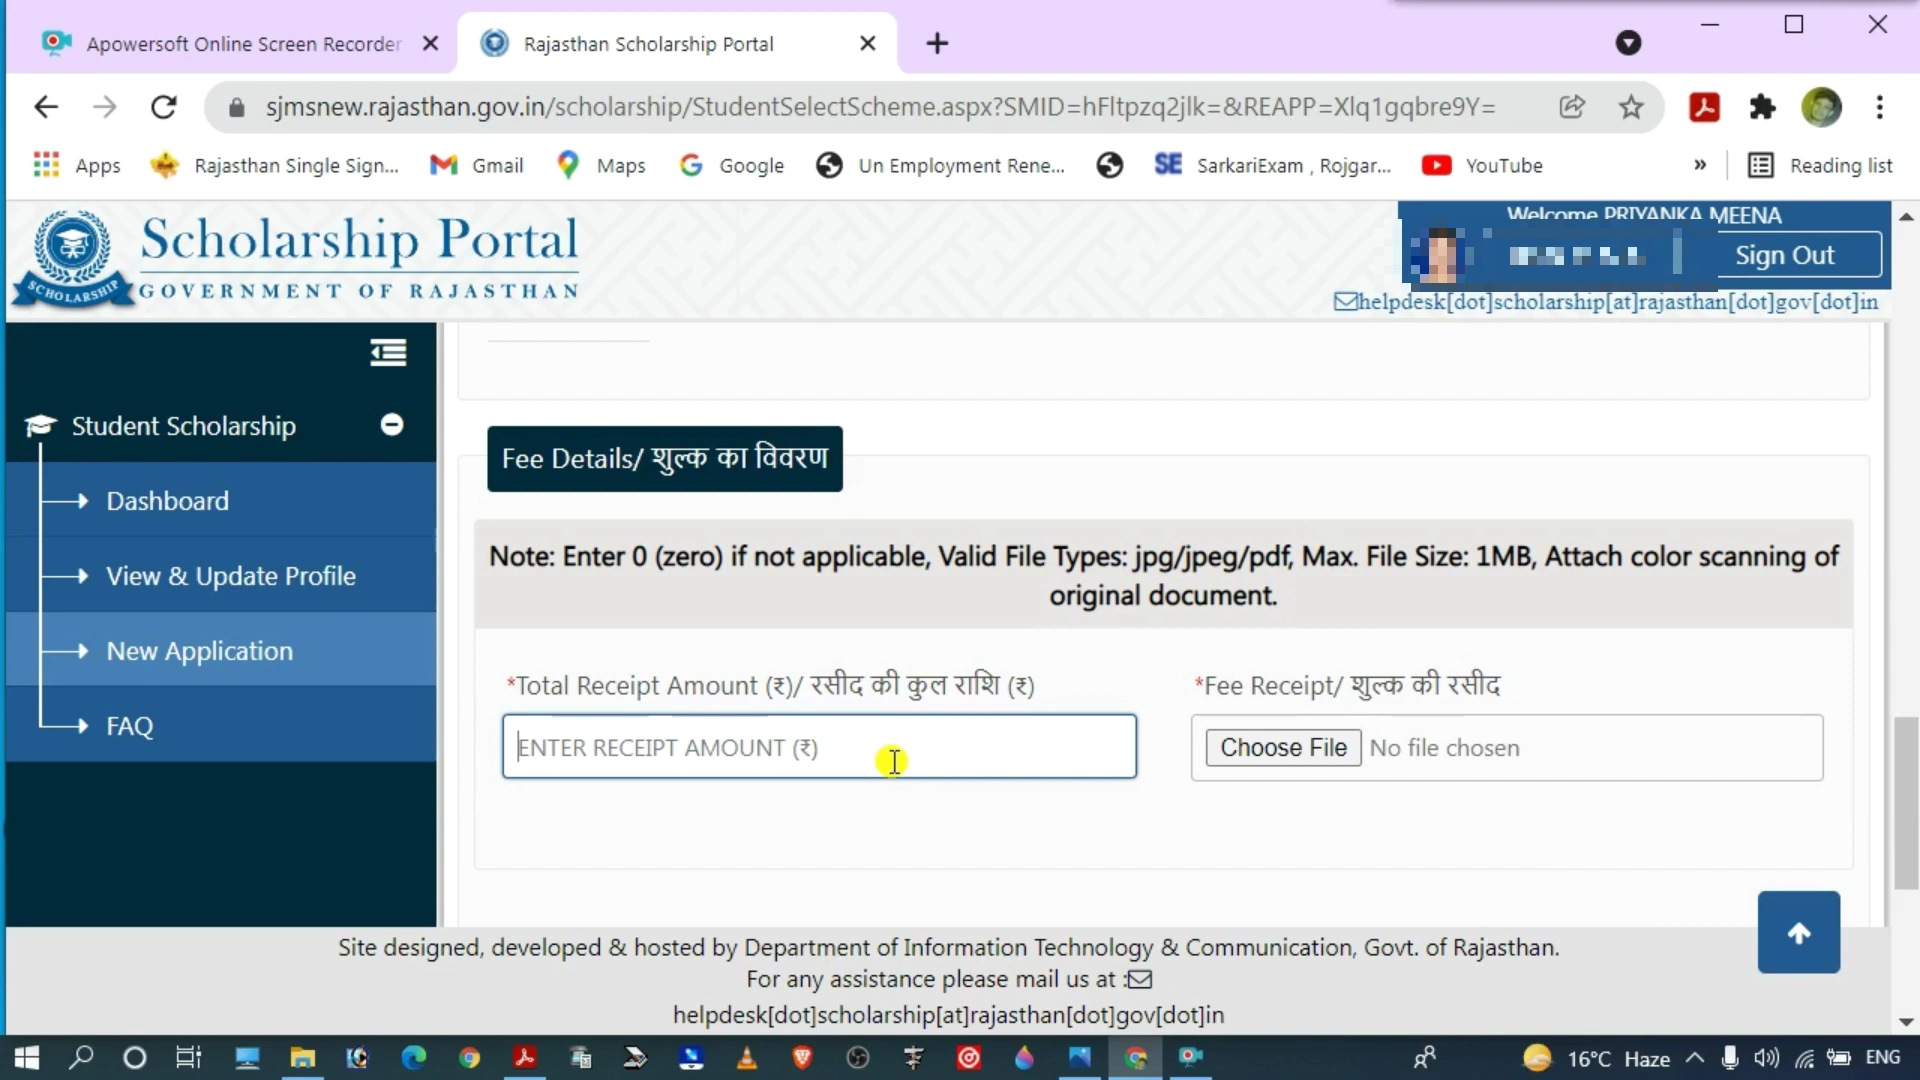 Apowersoft Online Screen Recorder
Rajasthan Scholarship Portal
sjmsnew.rajasthan.gov.in/scholarship/StudentSelectScheme.aspx?SMID=hFltpzq2jlk=&REAPP=Xlq1gqbre9Y=
Apps
Rajasthan Single Sign...
Gmail
Maps
Google
Un Employment Rene...
SE SarkariExam , Rojgar...
YouTube
»
Reading list
SCHOLARSHIP
Scholarship Portal
GOVERNMENT OF RAJASTHAN
Welcome PRIYANKA MEENA
Sign Out
helpdesk[dot]scholarship[at]rajasthan[dot]gov[dot]in
Student Scholarship
Dashboard
View & Update Profile
New Application
FAQ
Fee Details/ शुल्क का विवरण
Note: Enter 0 (zero) if not applicable, Valid File Types: jpg/jpeg/pdf, Max. File Size: 1MB, Attach color scanning of
original document.
*Total Receipt Amount (₹)/ रसीद की कुल राशि (₹)
ENTER RECEIPT AMOUNT (₹)
*Fee Receipt/ शुल्क की रसीद
Choose File No file chosen
Site designed, developed & hosted by Department of Information Technology & Communication, Govt. of Rajasthan.
For any assistance please mail us at :
helpdesk[dot]scholarship[at]rajasthan[dot]gov[dot]in
16°C Haze
ENG